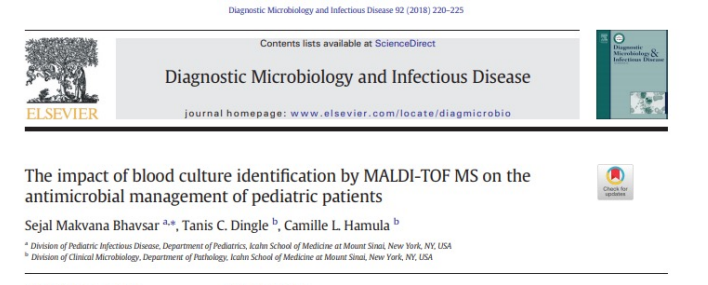 Diagnostic Microbiology and Infectious Disease 92 (2018) 220–225
Contents lists available at ScienceDirect
Diagnostic Microbiology and Infectious Disease
journal homepage: www.elsevier.com/locate/diagmicrobio
ELSEVIER
Diagnostic
Microbiology &
Infectious Disease
The impact of blood culture identification by MALDI-TOF MS on the
antimicrobial management of pediatric patients
Check for
updates
Sejal Makvana Bhavsar a,*, Tanis C. Dingle b, Camille L. Hamula b
a Division of Pediatric Infectious Disease, Department of Pediatrics, Icahn School of Medicine at Mount Sinai, New York, NY, USA
b Division of Clinical Microbiology, Department of Pathology, Icahn School of Medicine at Mount Sinai, New York, NY, USA